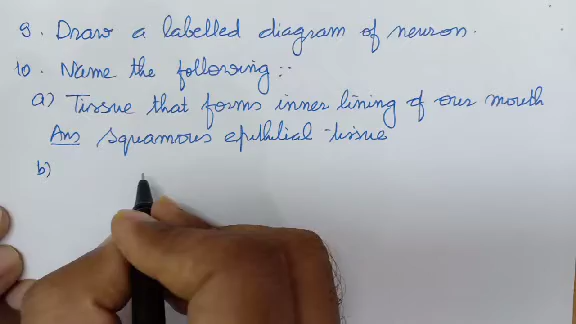 9. Draw a labelled diagram of neuron.
10. Name the following :-
a) Tissue that forms inner lining of our mouth
Ans Squamous epithelial tissue
b)